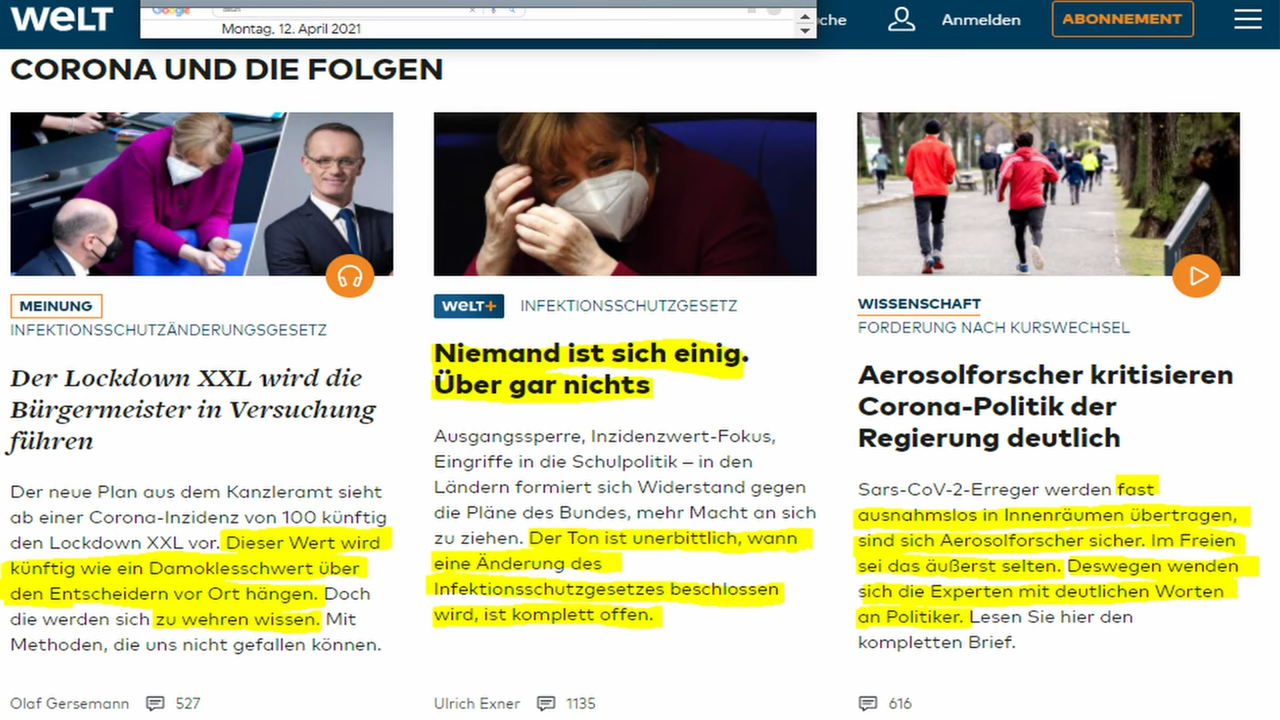 WELT
Montag, 12. April 2021
che
Anmelden
ABONNEMENT
CORONA UND DIE FOLGEN
MEINUNG
INFEKTIONSSCHUTZÄNDERUNGSGESETZ
Der Lockdown XXL wird die
Bürgermeister in Versuchung
führen
Der neue Plan aus dem Kanzleramt sieht
ab einer Corona-Inzidenz von 100 künftig
den Lockdown XXL vor. Dieser Wert wird
künftig wie ein Damoklesschwert über
den Entscheidern vor Ort hängen. Doch
die werden sich zu wehren wissen. Mit
Methoden, die uns nicht gefallen können.
Olaf Gersemann 527
WELT+ INFEKTIONSSCHUTZGESETZ
Niemand ist sich einig.
Über gar nichts
Ausgangssperre, Inzidenzwert-Fokus,
Eingriffe in die Schulpolitik – in den
Ländern formiert sich Widerstand gegen
die Pläne des Bundes, mehr Macht an sich
zu ziehen. Der Ton ist unerbittlich, wann
eine Änderung des
Infektionsschutzgesetzes beschlossen
wird, ist komplett offen.
Ulrich Exner 1135
WISSENSCHAFT
FORDERUNG NACH KURSWECHSEL
Aerosolforscher kritisieren
Corona-Politik der
Regierung deutlich
Sars-CoV-2-Erreger werden fast
ausnahmslos in Innenräumen übertragen,
sind sich Aerosolforscher sicher. Im Freien
sei das äußerst selten. Deswegen wenden
sich die Experten mit deutlichen Worten
an Politiker. Lesen Sie hier den
kompletten Brief.
616